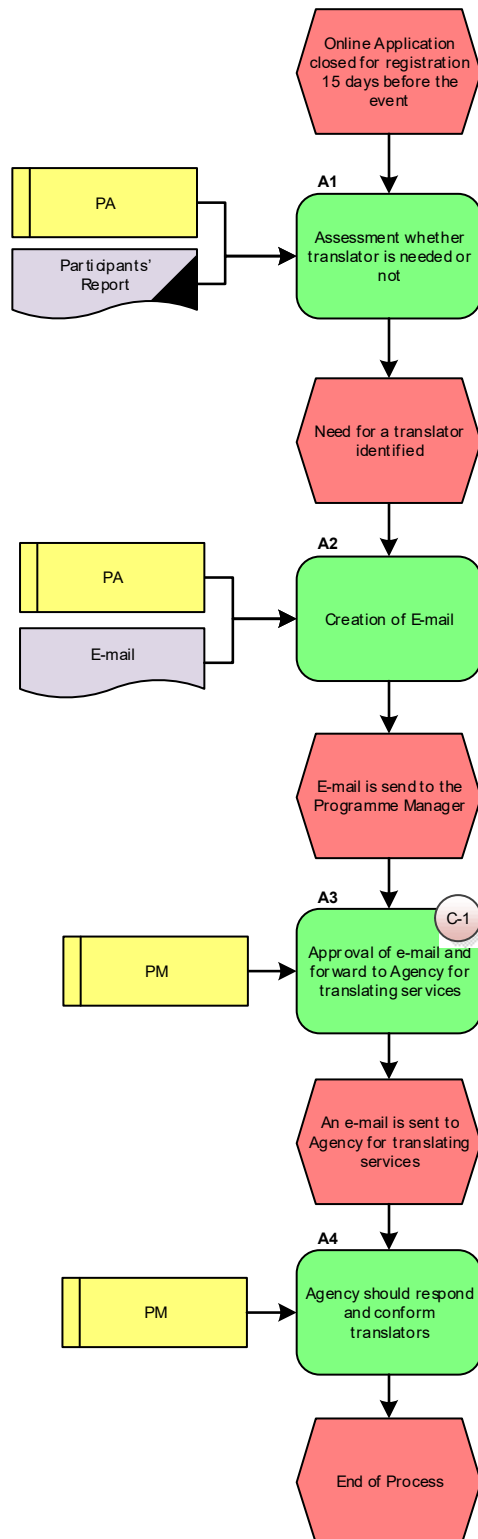 Online Application
closed for registration
15 days before the
event
A1
PA
Participants'
Report
Assessment whether
translator is needed or
not
Need for a translator
identified
A2
PA
E-mail
Creation of E-mail
E-mail is send to the
Programme Manager
A3
C-1
PM
Approval of e-mail and
forward to Agency for
translating services
An e-mail is sent to
Agency for translating
services
A4
PM
Agency should respond
and conform
translators
End of Process